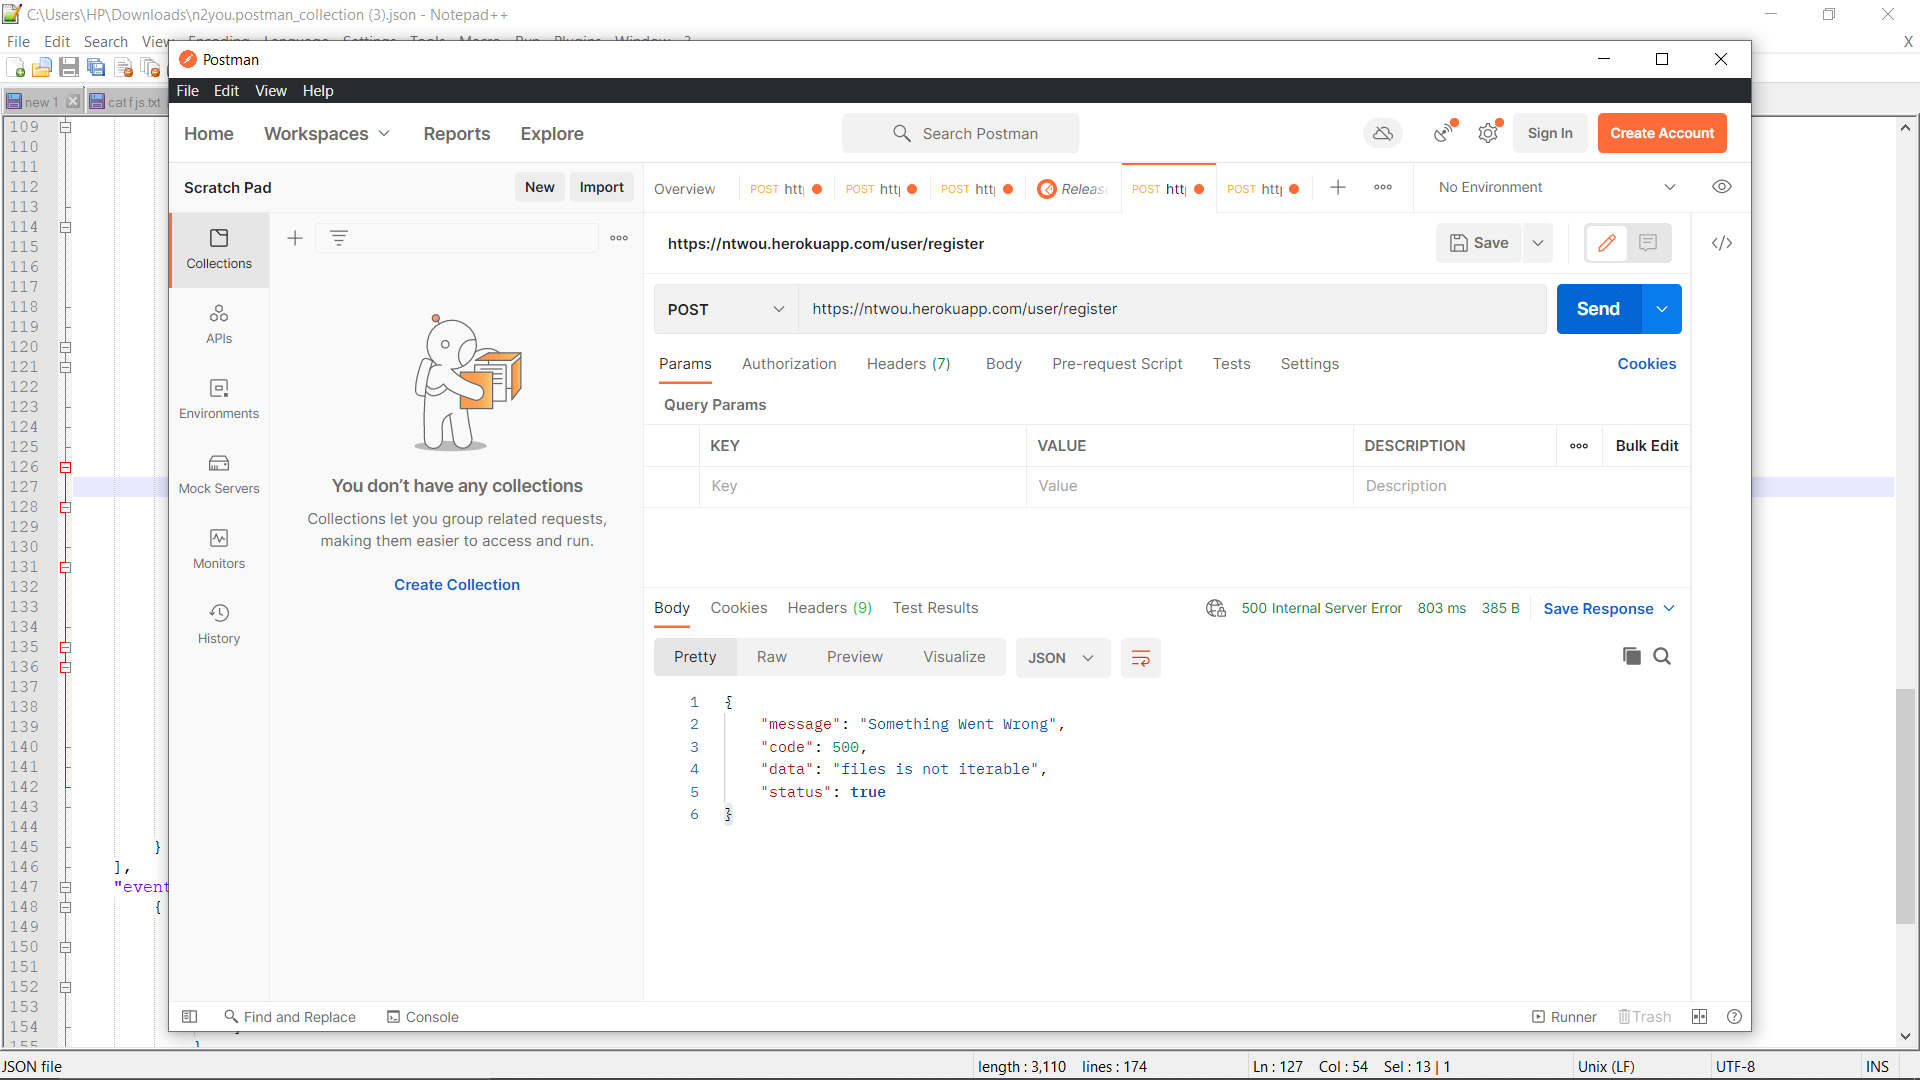 C:\Users\HP\Downloads\n2you.postman_collection (3).json - Notepad++
File Edit Search View
X
new 1 catfjs.txt
109
110
111
112
113
114
115
116
117
118
119
120
121
122
123
124
125
126
127
128
129
130
131
132
133
134
135
136
137
138
139
140
141
142
143
144
145 }
146 ],
147 "event
148 {
149
150
151
152
153
154
155
Postman
File Edit View Help
Home Workspaces Reports Explore
Search Postman
Sign In Create Account
Scratch Pad New Import
Overview POST http POST http POST http Release POST http POST http
No Environment
Collections
APIs
Environments
Mock Servers
Monitors
History
You don't have any collections
Collections let you group related requests,
making them easier to access and run.
Create Collection
https://ntwou.herokuapp.com/user/register
Save
POST https://ntwou.herokuapp.com/user/register Send
Params Authorization Headers (7) Body Pre-request Script Tests Settings Cookies
Query Params
KEY VALUE DESCRIPTION Bulk Edit
Key Value Description
Body Cookies Headers (9) Test Results 500 Internal Server Error 803 ms 385 B Save Response
Pretty Raw Preview Visualize JSON
1 {
2 "message": "Something Went Wrong",
3 "code": 500,
4 "data": "files is not iterable",
5 "status": true
6 }
Find and Replace Console Runner Trash
JSON file length : 3,110 lines : 174 Ln : 127 Col : 54 Sel : 13 | 1 Unix (LF) UTF-8 INS